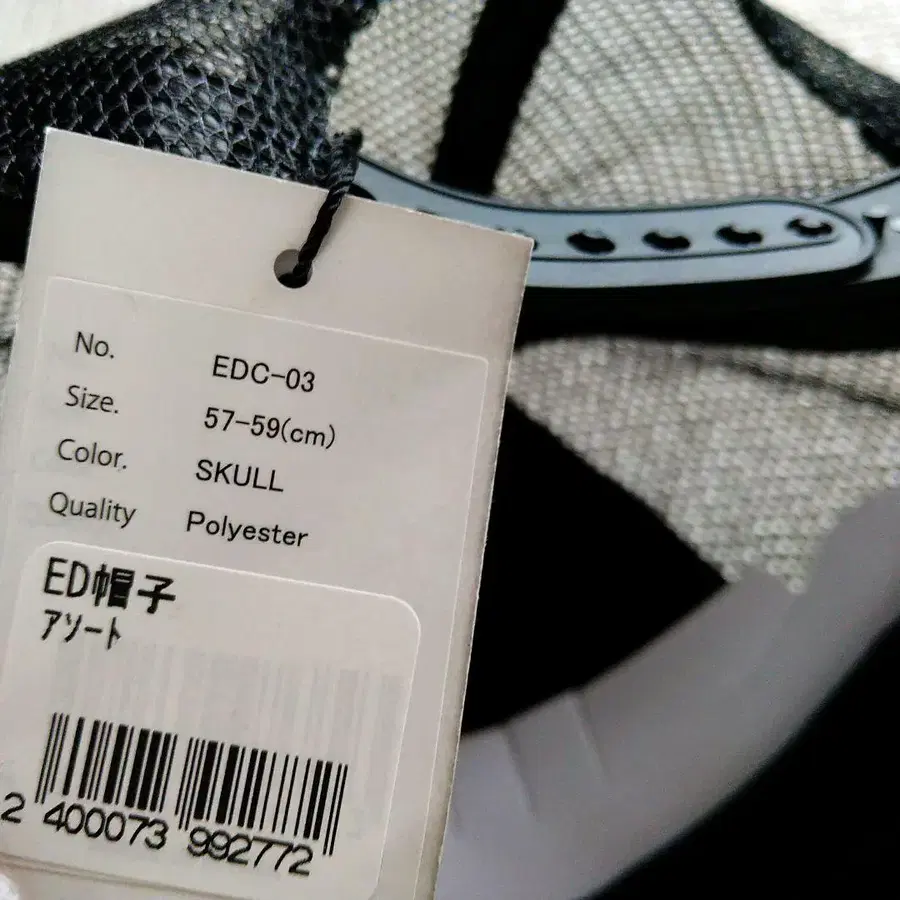 No. EDC-03
Size. 57-59(cm)
Color. SKULL
Quality Polyester
ED帽子
アソート
2 400073 992772